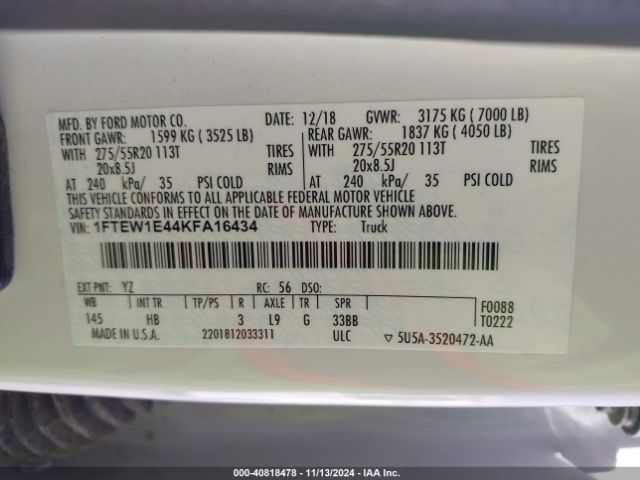 MFD. BY FORD MOTOR CO. DATE: 12/18 GVWR: 3175 KG ( 7000 LB)
FRONT GAWR: 1599 KG ( 3525 LB) REAR GAWR: 1837 KG ( 4050 LB)
WITH 275/55R20 113T TIRES WITH 275/55R20 113T TIRES
20x8.5J RIMS 20x8.5J RIMS
AT 240 kPa/ 35 PSI COLD AT 240 kPa/ 35 PSI COLD
THIS VEHICLE CONFORMS TO ALL APPLICABLE FEDERAL MOTOR VEHICLE
SAFETY STANDARDS IN EFFECT ON THE DATE OF MANUFACTURE SHOWN ABOVE.
VIN: 1FTEW1E44KFA16434 TYPE: Truck
EXT PNT: YZ RC: 56 DSO:
WB INT TR TP/PS R AXLE TR SPR F0088
145 HB 3 L9 G 33BB T0222
MADE IN U.S.A. 2201812033311 ULC ▽ 5U5A-3520472-AA
000-40818478 - 11/13/2024 - IAA Inc.